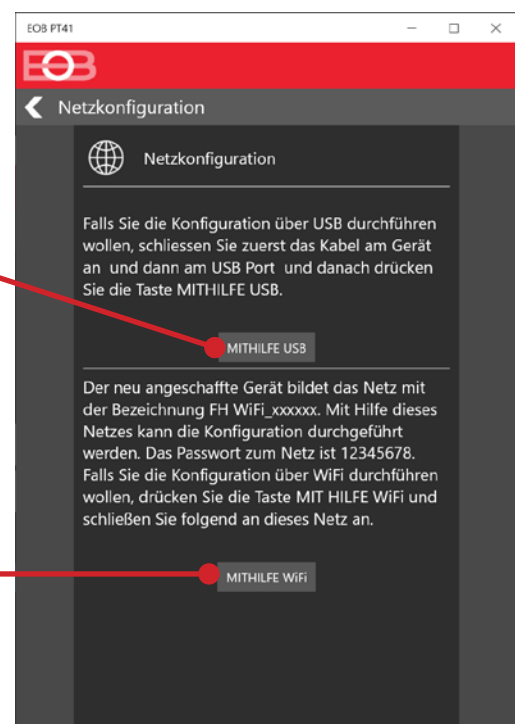 EOB PT41
EOB
Netzkonfiguration
Netzkonfiguration
Falls Sie die Konfiguration über USB durchführen
wollen, schliessen Sie zuerst das Kabel am Gerät
an und dann am USB Port und danach drücken
Sie die Taste MITHILFE USB.
MITHILFE USB
Der neu angeschaffte Gerät bildet das Netz mit
der Bezeichnung FH WiFi_xxxxxx. Mit Hilfe dieses
Netzes kann die Konfiguration durchgeführt
werden. Das Passwort zum Netz ist 12345678.
Falls Sie die Konfiguration über WiFi durchführen
wollen, drücken Sie die Taste MIT HILFE WiFi und
schließen Sie folgend an dieses Netz an.
MITHILFE WiFi